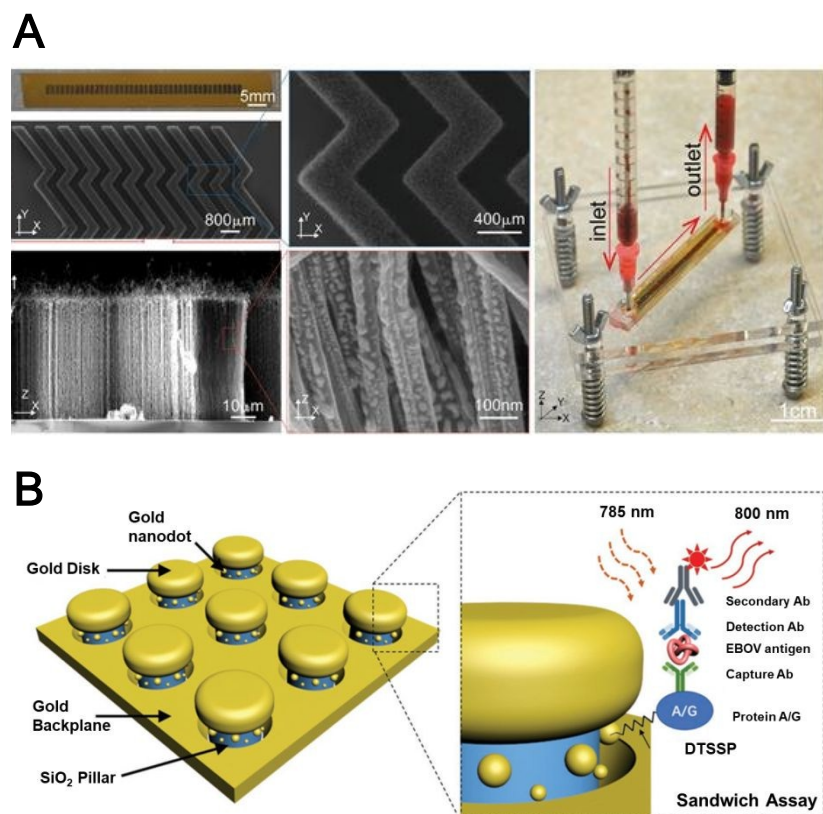 A
5mm
Y
X
800μm
Y
X
400μm
Z
X
10μm
Z
X
100nm
inlet
outlet
Z
Y
X
1cm
B
Gold
nanodot
Gold Disk
Gold
Backplane
SiO₂ Pillar
785 nm
800 nm
Secondary Ab
Detection Ab
EBOV antigen
Capture Ab
A/G
Protein A/G
DTSSP
Sandwich Assay